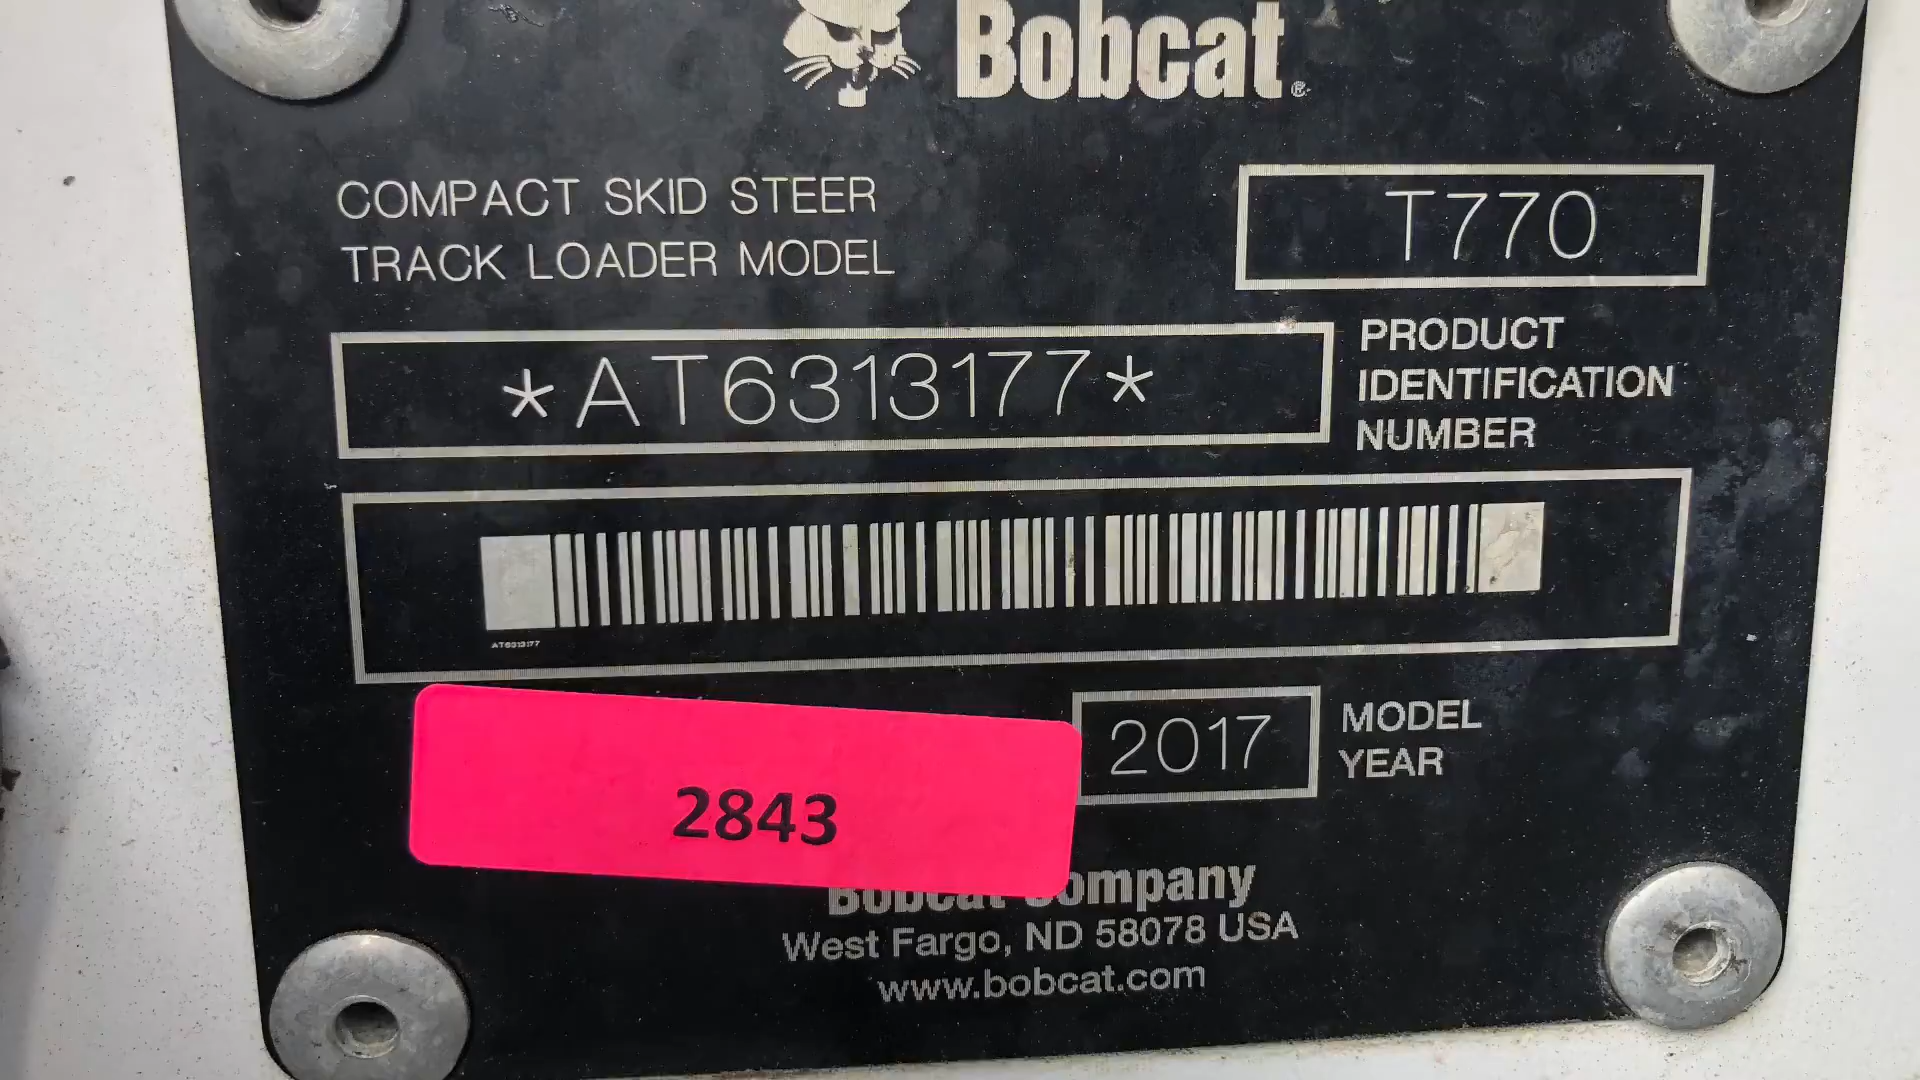 Bobcat®
COMPACT SKID STEER
TRACK LOADER MODEL
T770
*AT6313177*
PRODUCT
IDENTIFICATION
NUMBER
AT6313177
2017
MODEL
YEAR
2843
Bobcat Company
West Fargo, ND 58078 USA
www.bobcat.com